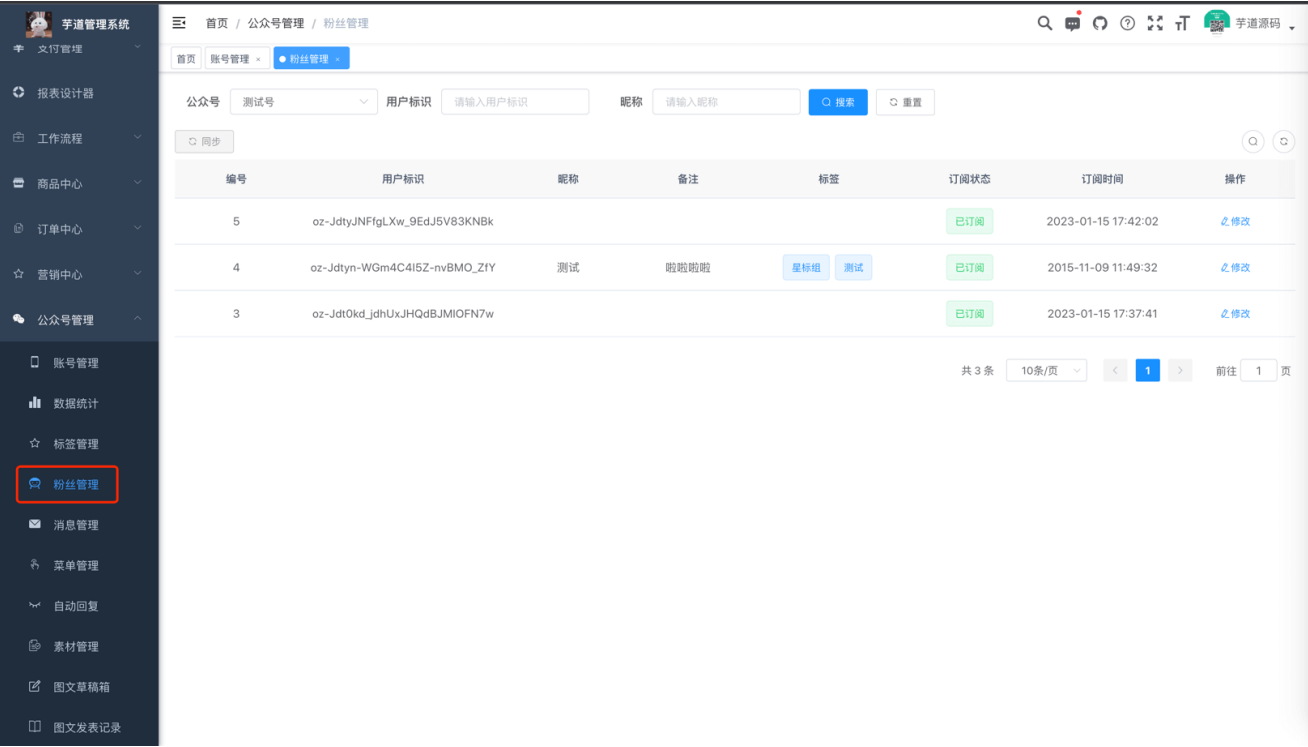 芋道管理系统
支付管理
报表设计器
工作流程
商品中心
订单中心
营销中心
公众号管理
账号管理
数据统计
标签管理
粉丝管理
消息管理
菜单管理
自动回复
素材管理
图文草稿箱
图文发表记录
首页 / 公众号管理 / 粉丝管理
芋道源码
首页 账号管理 × 粉丝管理 ×
公众号 测试号 用户标识 请输入用户标识 昵称 请输入昵称 搜索 重置
同步
编号 用户标识 昵称 备注 标签 订阅状态 订阅时间 操作
5 oz-JdtyJNFfgLXw_9EdJ5V83KNBk 已订阅 2023-01-15 17:42:02 修改
4 oz-Jdtyn-WGm4C4I5Z-nvBMO_ZfY 测试 啦啦啦啦 星标组 测试 已订阅 2015-11-09 11:49:32 修改
3 oz-Jdt0kd_jdhUxJHQdBJMIOFN7w 已订阅 2023-01-15 17:37:41 修改
共 3 条 10条/页 < 1 > 前往 1 页